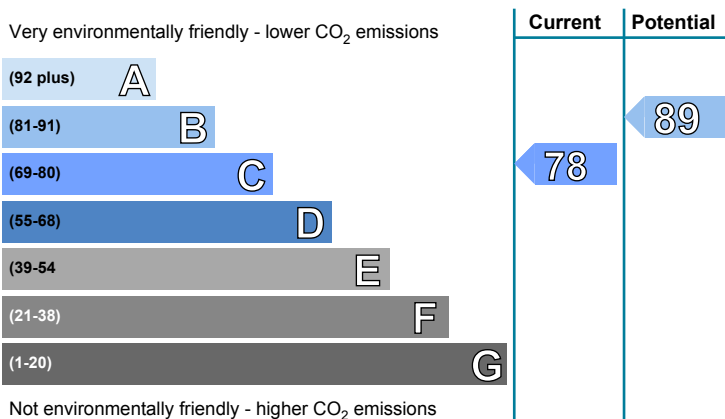 Current Potential
Very environmentally friendly - lower CO₂ emissions
(92 plus) A
(81-91) B 89
(69-80) C 78
(55-68) D
(39-54 E
(21-38) F
(1-20) G
Not environmentally friendly - higher CO₂ emissions